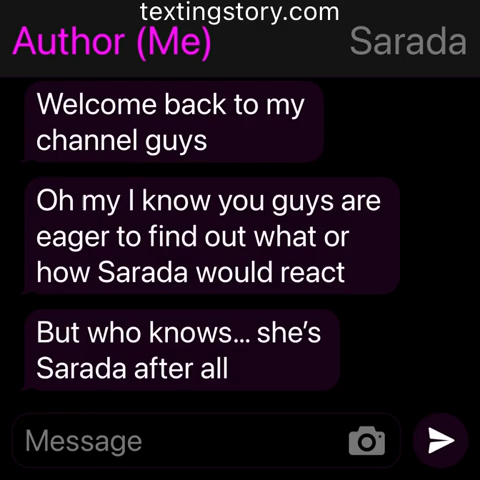 textingstory.com
Author (Me) Sarada
Welcome back to my
channel guys
Oh my I know you guys are
eager to find out what or
how Sarada would react
But who knows... she’s
Sarada after all
Message